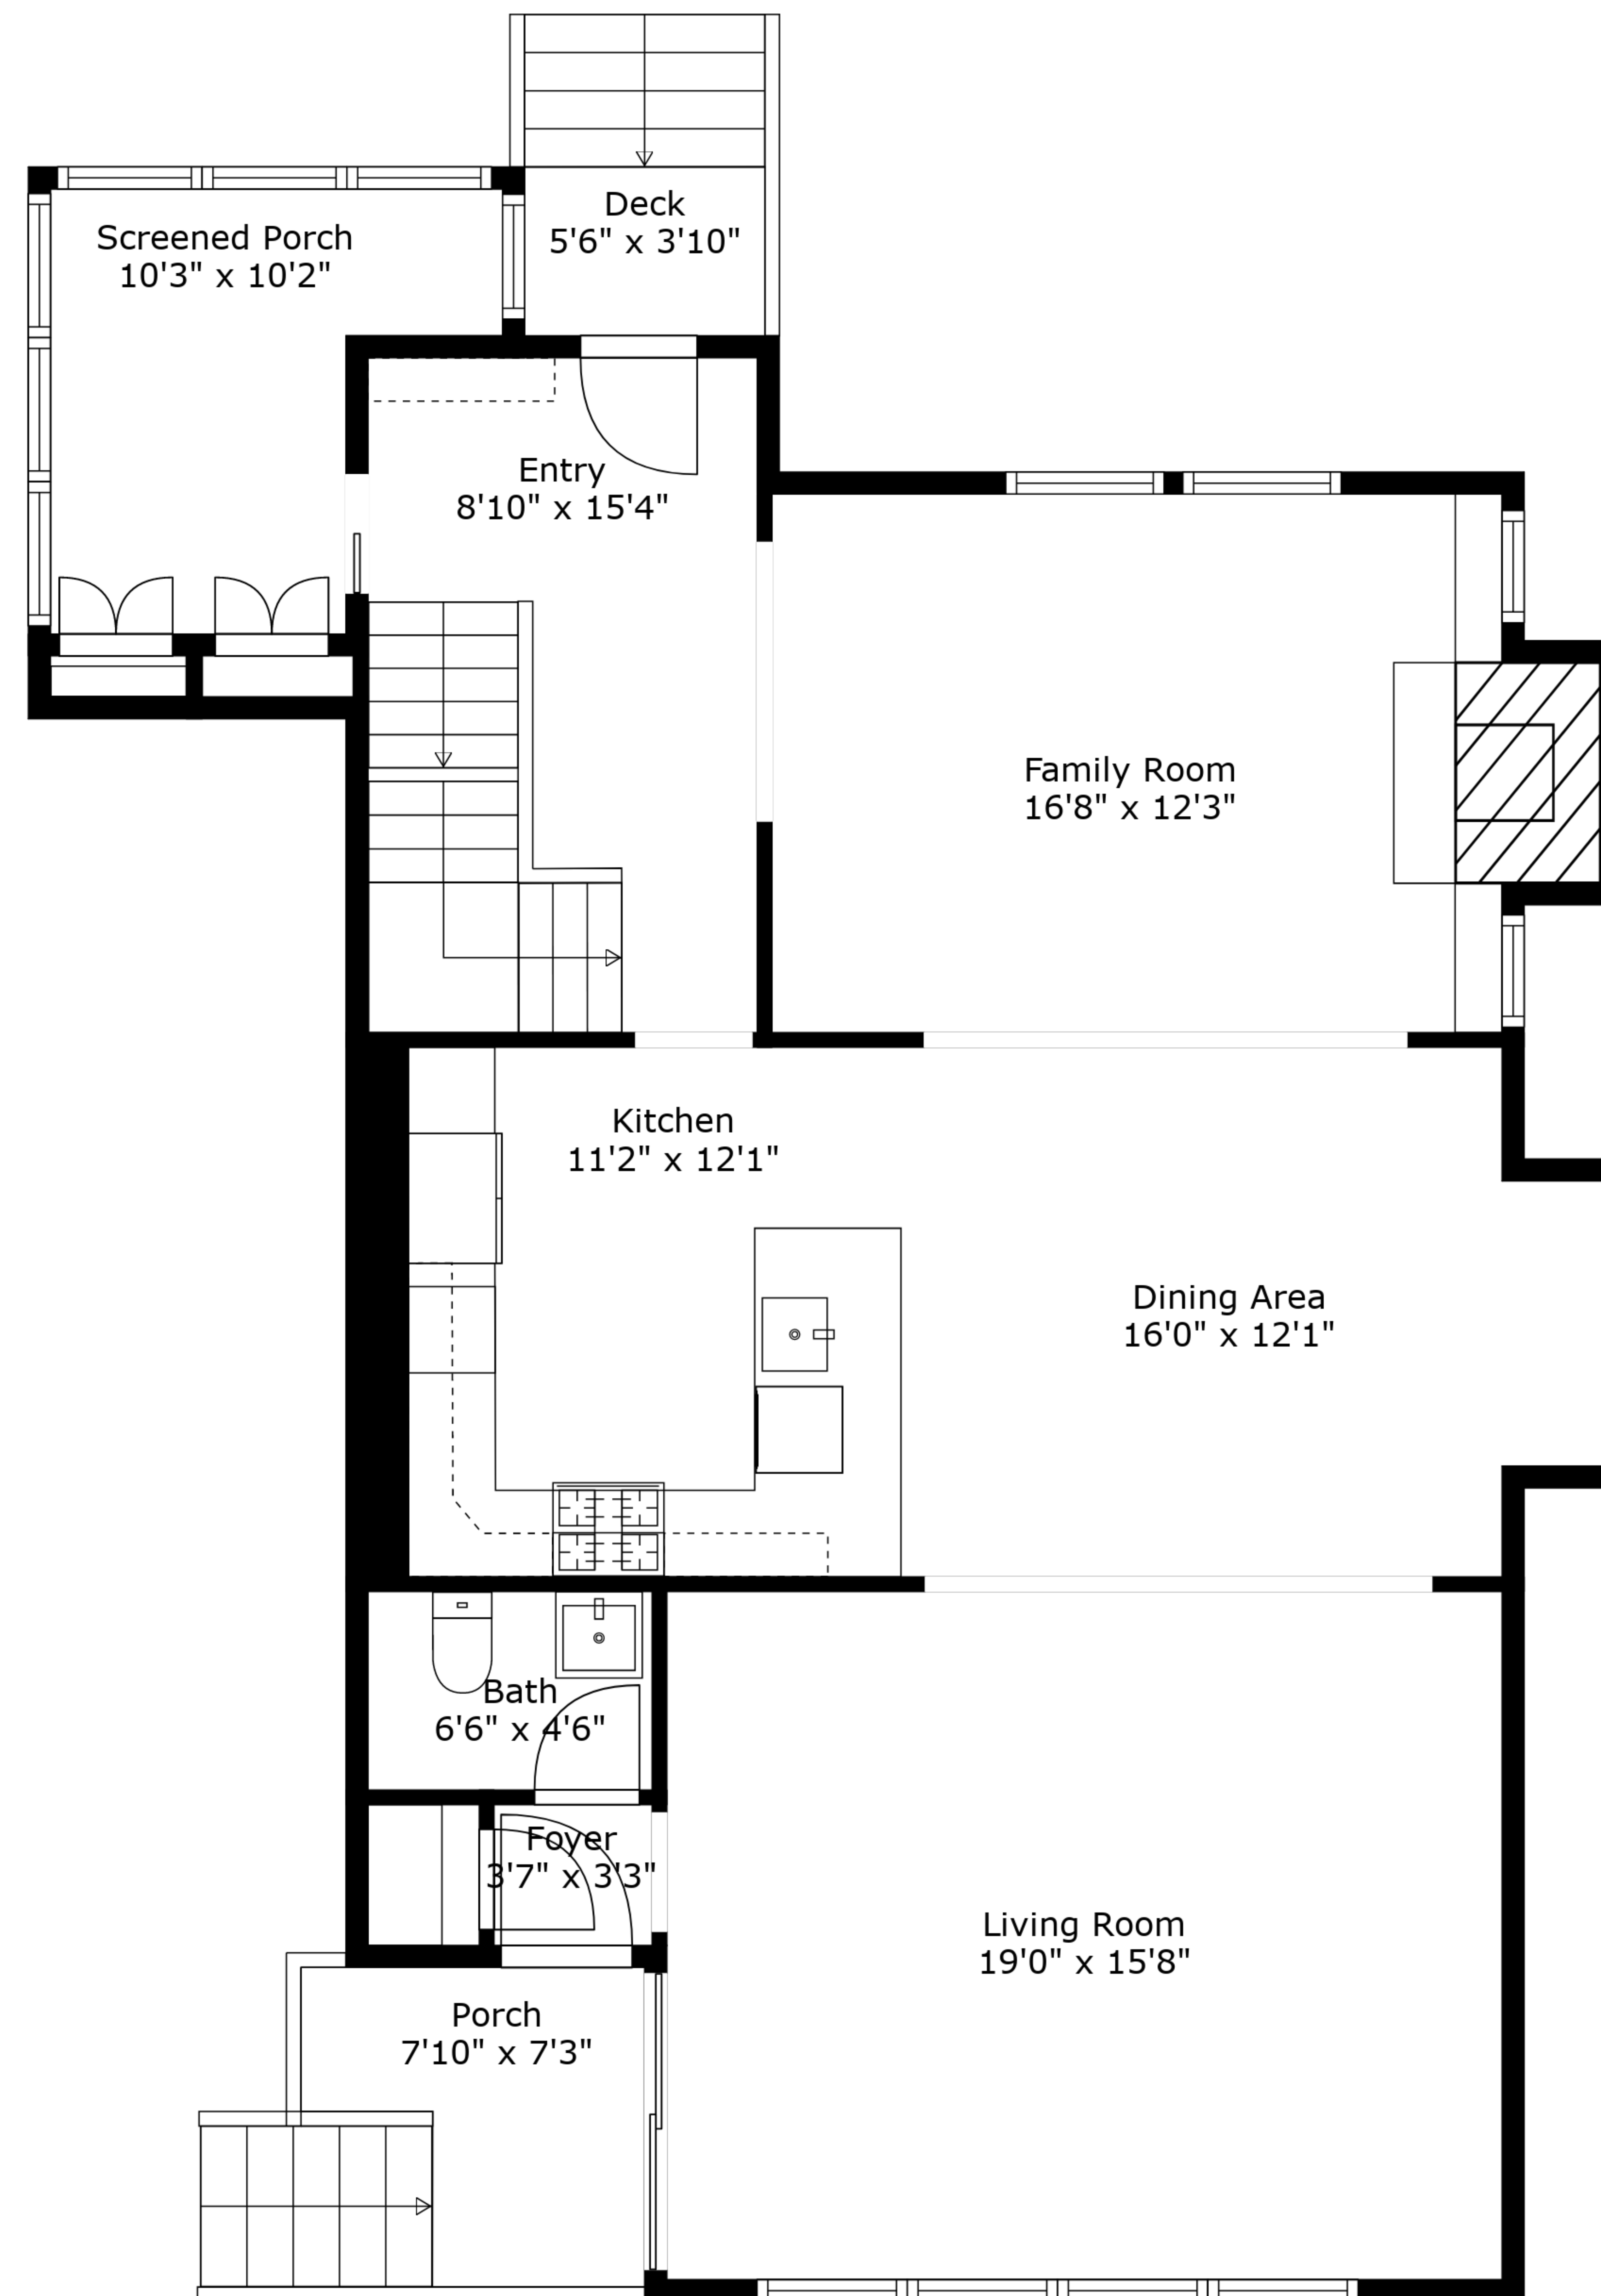 Deck
5'6" x 3'10"
Screened Porch
10'3" x 10'2"
Entry
8'10" x 15'4"
Family Room
16'8" x 12'3"
Kitchen
11'2" x 12'1"
Dining Area
16'0" x 12'1"
Bath
6'6" x 4'6"
Foyer
3'7" x 3'3"
Living Room
19'0" x 15'8"
Porch
7'10" x 7'3"